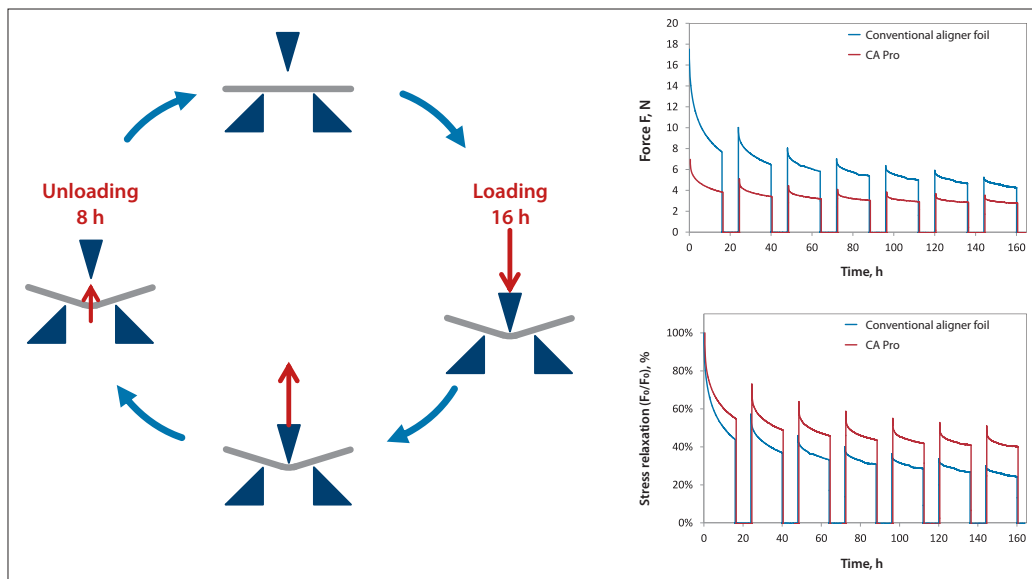 Unloading
8 h
Loading
16 h
Conventional aligner foil
CA Pro
Force F, N
20
18
16
14
12
10
8
6
4
2
0
0 20 40 60 80 100 120 140 160
Time, h
Conventional aligner foil
CA Pro
Stress relaxation (F₀/F₀), %
100%
80%
60%
40%
20%
0%
0 20 40 60 80 100 120 140 160
Time, h